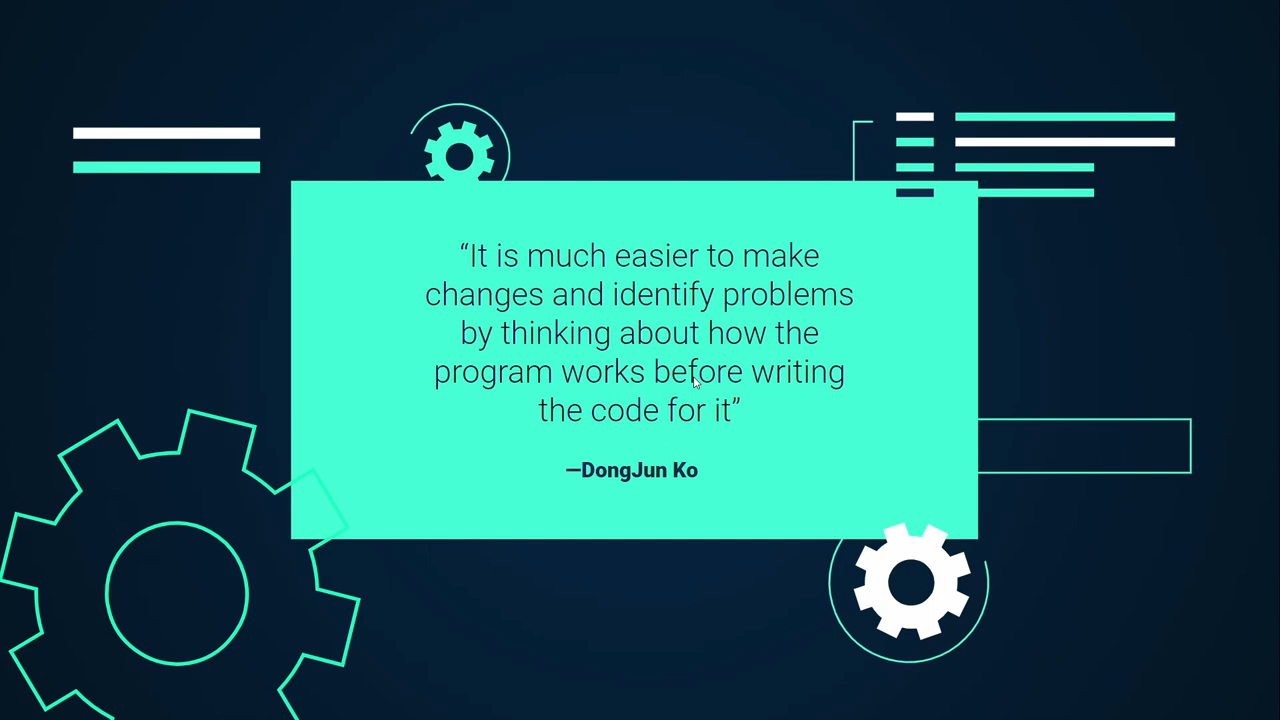 “It is much easier to make
changes and identify problems
by thinking about how the
program works before writing
the code for it”
—DongJun Ko